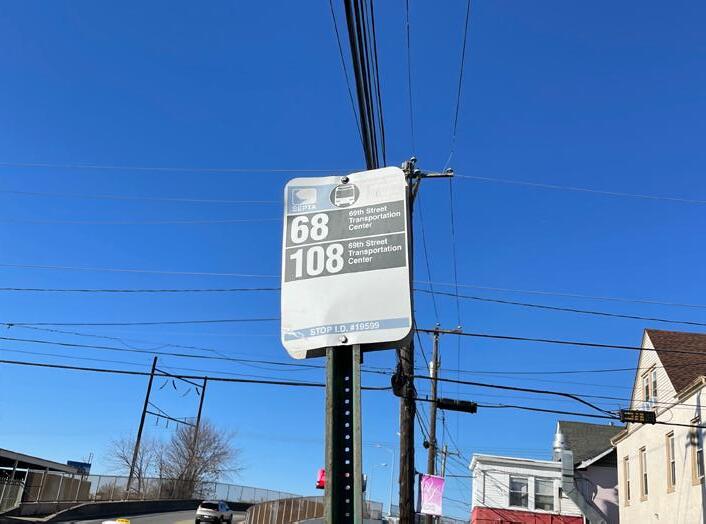 SEPTA
68 69th Street
Transportation
Center
108 69th Street
Transportation
Center
STOP I.D. #19599